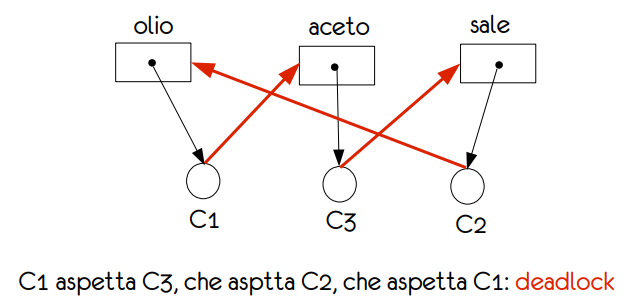 olio aceto sale
C1 C3 C2
C1 aspetta C3, che asptta C2, che aspetta C1: deadlock